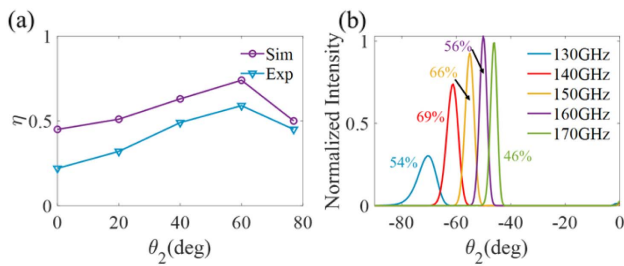 (a)
1
0.5
0
η
0 20 40 60 80
θ2(deg)
Sim
Exp
(b)
1
0.5
0
Normalized Intensity
-80 -60 -40 -20 0
θ2(deg)
54%
69%
66%
56%
46%
130GHz
140GHz
150GHz
160GHz
170GHz